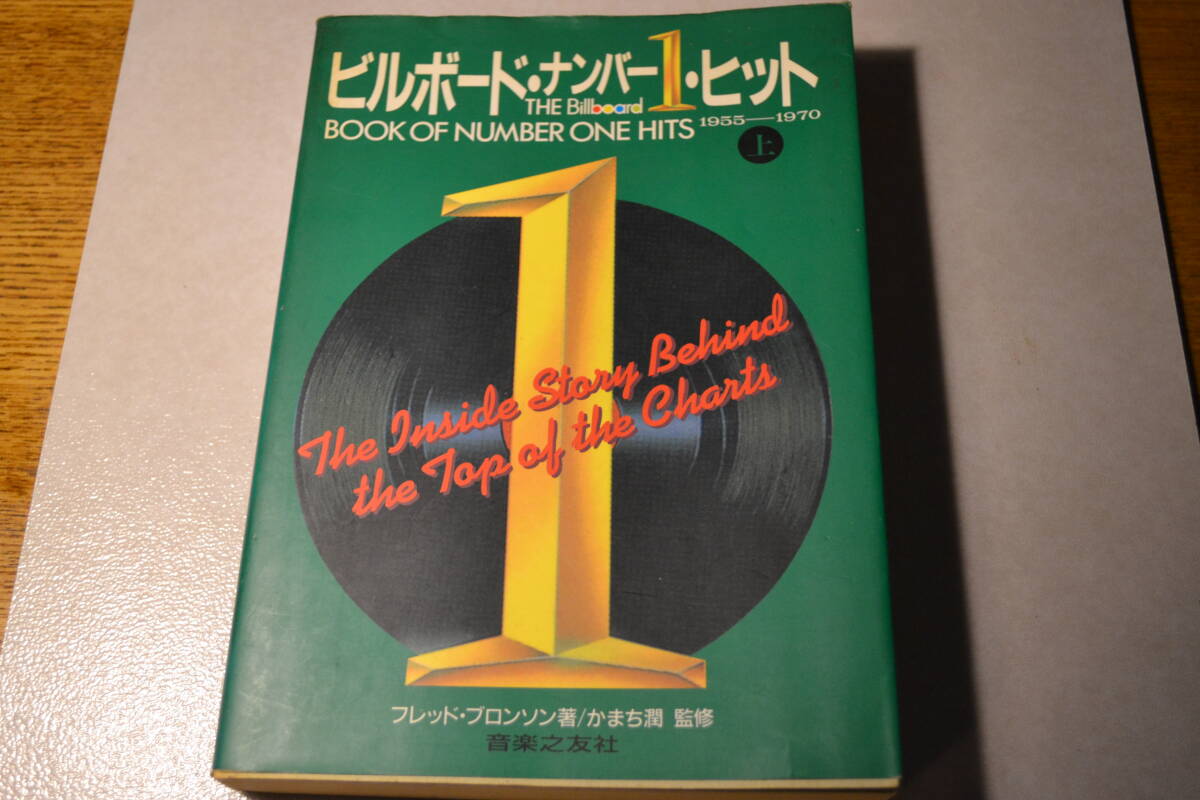 ビルボード・ナンバー1・ヒット
THE Billboard
BOOK OF NUMBER ONE HITS 1955—1970
上
1
The Inside Story Behind
the Top of the Charts
フレッド・ブロンソン著/かまち潤 監修
音楽之友社